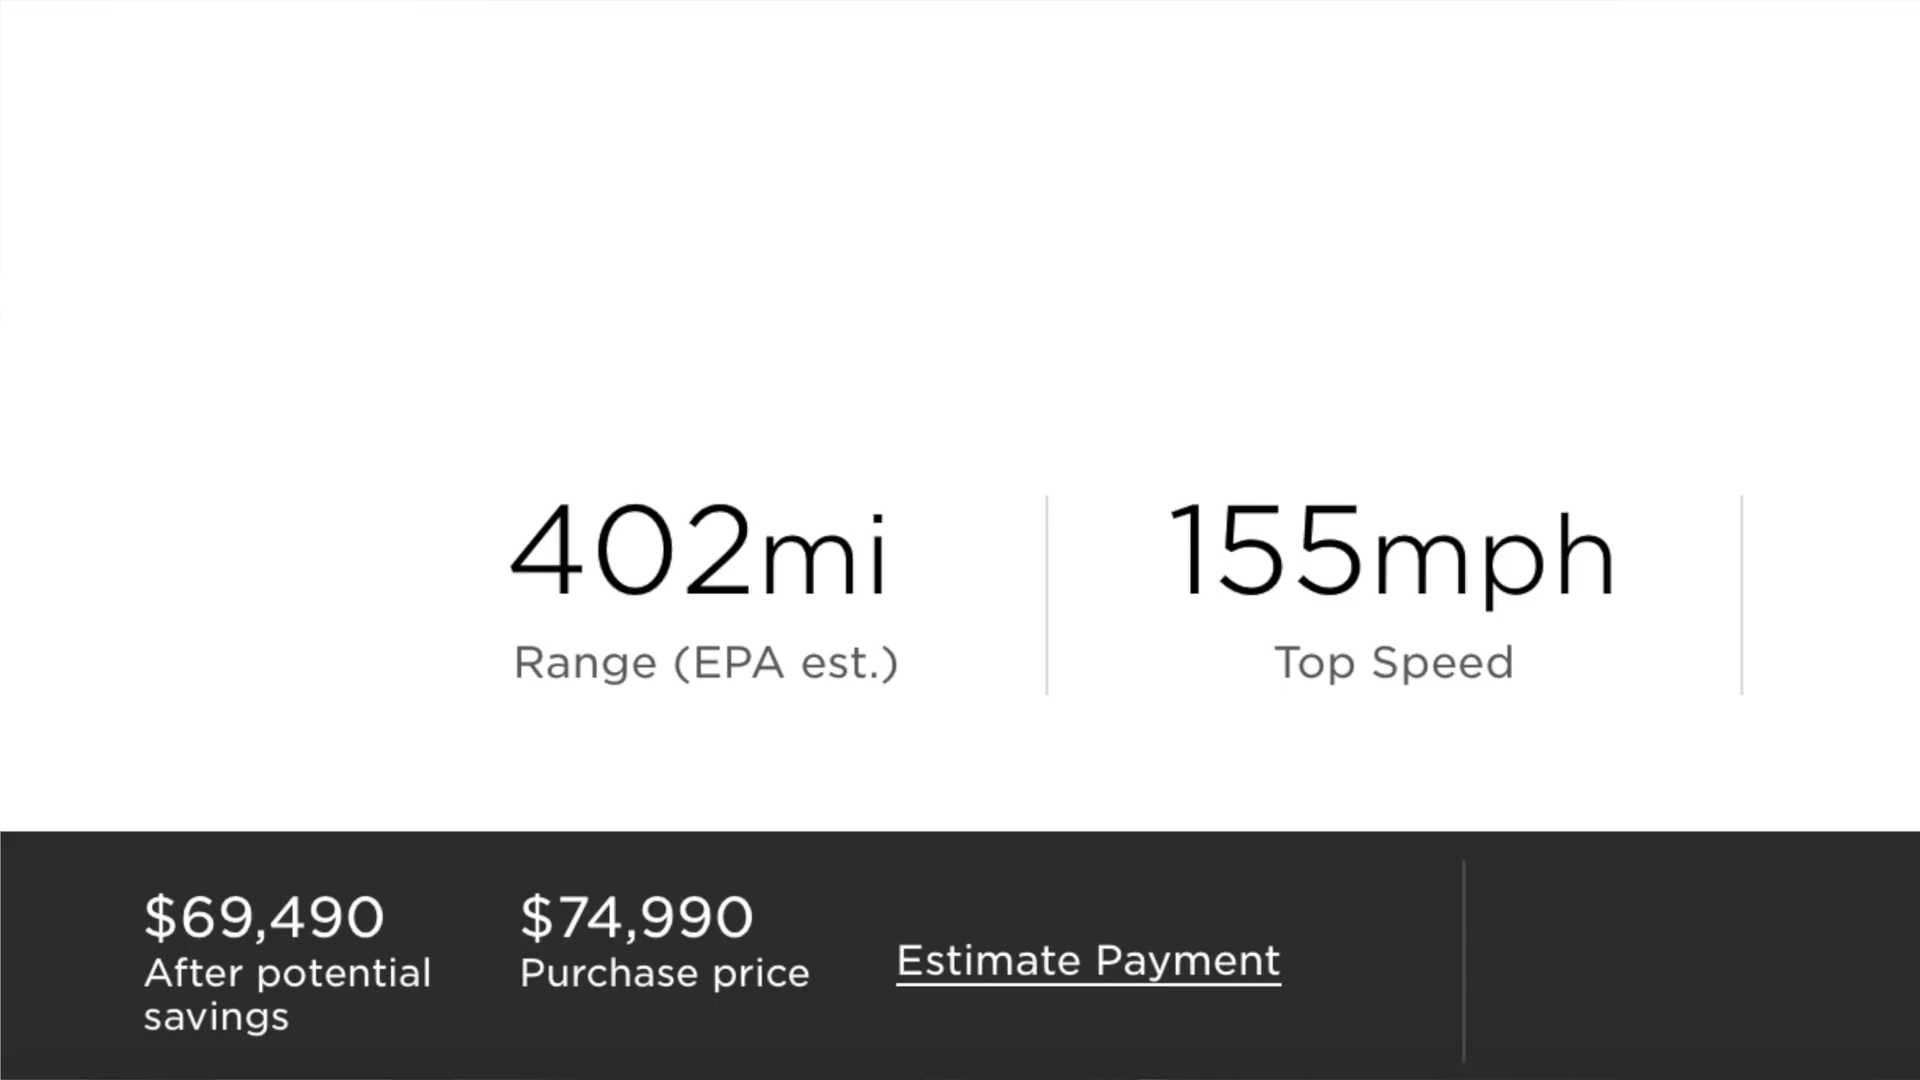 402mi
155mph
Range (EPA est.)
Top Speed
$69,490
After potential
savings
$74,990
Purchase price
Estimate Payment